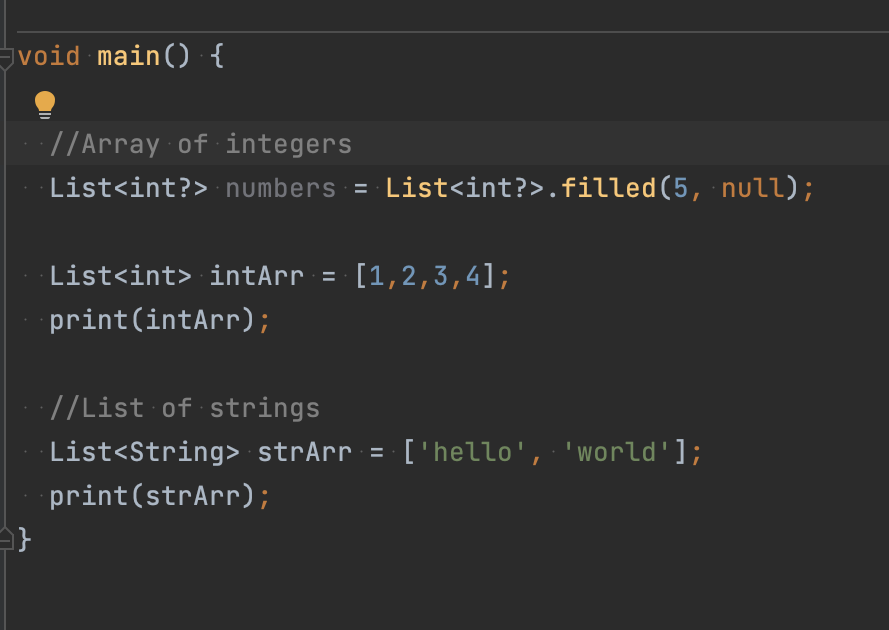 void main() {
//Array of integers
List<int?> numbers = List<int?>.filled(5, null);
List<int> intArr = [1,2,3,4];
print(intArr);
//List of strings
List<String> strArr = ['hello', 'world'];
print(strArr);
}